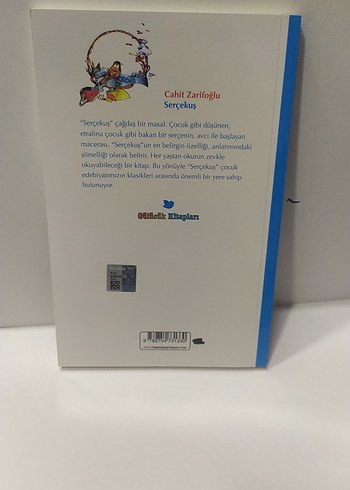 Cahit Zarifoğlu
Serçekuş
"Serçekuş" çağdaş bir masal. Çocuk gibi düşünen,
etrafına çocuk gibi bakan bir serçenin, avcı ile başlayan
macerası. "Serçekuş"un en belirgin özelliği, anlatımındaki
şiirselliği olarak belirir. Her yaştan okurun zevkle
okuyabileceği bir kitap. Bu yönüyle "Serçekuş" çocuk
edebiyatımızın klasikleri arasında önemli bir yere sahip
bulunuyor.
Gülücük Kitapları